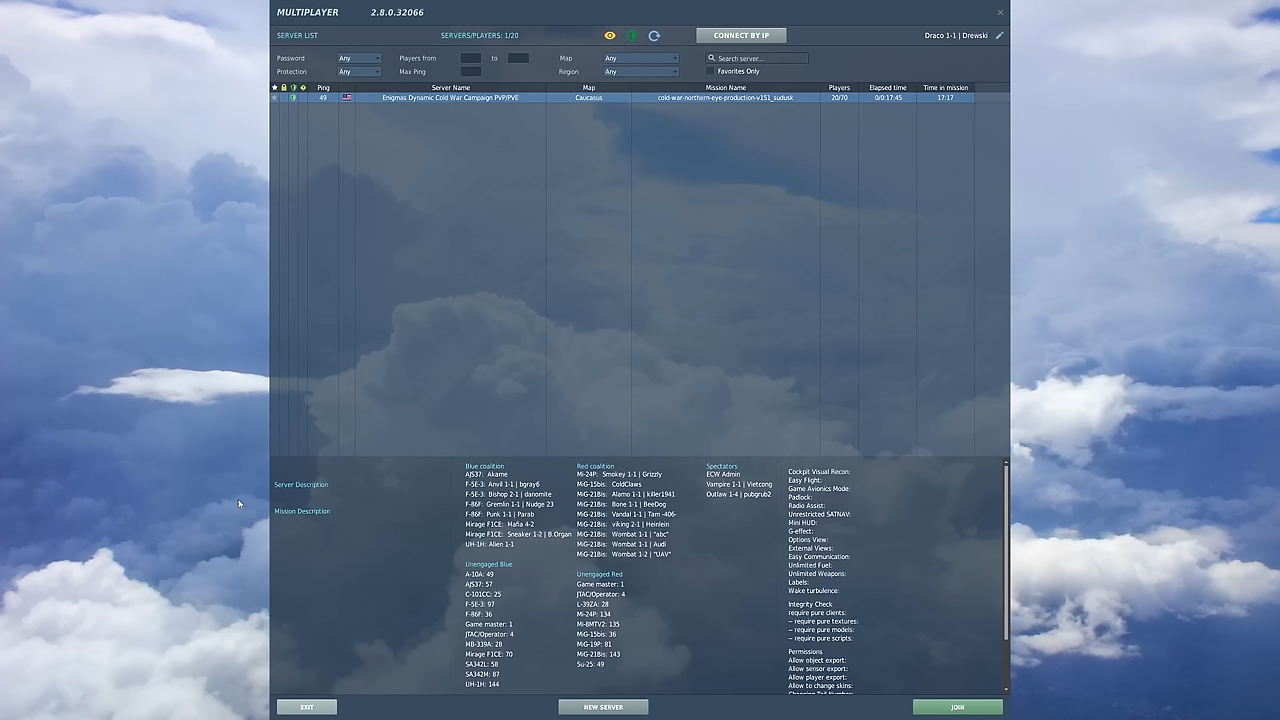 MULTIPLAYER 2.8.0.32066
SERVER LIST SERVERS/PLAYERS: 1/20 CONNECT BY IP Draco 1-1 | Drewski
Password Any Players from to Map Any Search server...
Protection Any Max Ping Region Any Favorites Only
Ping Server Name Map Mission Name Players Elapsed time Time in mission
49 Enigmas Dynamic Cold War Campaign PVP/PVE Caucasus cold-war-northern-eye-production-v151_sudusk 20/70 0/0:17:45 17:17
Server Description
Mission Description
Blue coalition
AJS37: Akame
F-5E-3: Anvil 1-1 | bgray6
F-5E-3: Bishop 2-1 | danomite
F-86F: Gremlin 1-1 | Nudge 23
F-86F: Punk 1-1 | Parab
Mirage F1CE: Mafia 4-2
Mirage F1CE: Sneaker 1-2 | B.Organ
UH-1H: Alien 1-1
Unengaged Blue
A-10A: 49
AJS37: 57
C-101CC: 25
F-5E-3: 97
F-86F: 36
Game master: 1
JTAC/Operator: 4
MB-339A: 28
Mirage F1CE: 70
SA342L: 58
SA342M: 87
UH-1H: 144
Red coalition
Mi-24P: Smokey 1-1 | Grizzly
MiG-15bis: ColdClaws
MiG-21Bis: Alamo 1-1 | killer1941
MiG-21Bis: Bone 1-1 | BeeDog
MiG-21Bis: Vandal 1-1 | Tam -406-
MiG-21Bis: viking 2-1 | Heinlein
MiG-21Bis: Wombat 1-1 | "abc"
MiG-21Bis: Wombat 1-1 | Audi
MiG-21Bis: Wombat 1-2 | "UAV"
Unengaged Red
Game master: 1
JTAC/Operator: 4
L-39ZA: 28
Mi-24P: 134
Mi-8MTV2: 135
MiG-15bis: 36
MiG-19P: 81
MiG-21Bis: 143
Su-25: 49
Spectators
ECW Admin
Vampire 1-1 | Vietcong
Outlaw 1-4 | pubgrub2
Cockpit Visual Recon:
Easy Flight:
Game Avionics Mode:
Padlock:
Radio Assist:
Unrestricted SATNAV:
Mini HUD:
G-effect:
Options View:
External Views:
Easy Communication:
Unlimited Fuel:
Unlimited Weapons:
Labels:
Wake turbulence:
Integrity Check
require pure clients:
-- require pure textures:
-- require pure models:
-- require pure scripts:
Permissions
Allow object export:
Allow sensor export:
Allow player export:
Allow to change skins:
EXIT NEW SERVER JOIN